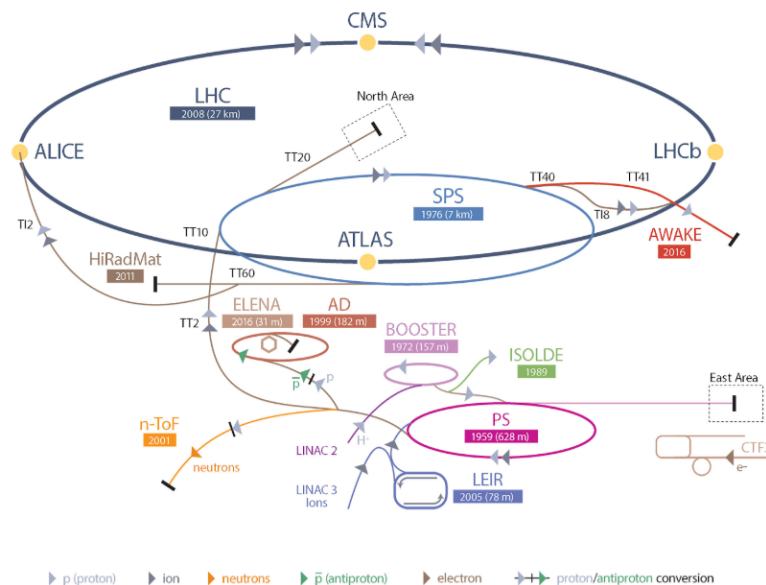 CMS
LHC
2008 (27 km)
North Area
ALICE
TT20
LHCb
TT40
TT41
SPS
1976 (7 km)
TI2
TI8
TT10
ATLAS
AWAKE
2016
HiRadMat
2011
TT60
ELENA
2016 (31 m)
AD
1999 (182 m)
TT2
BOOSTER
1972 (157 m)
ISOLDE
1989
p̅
p
East Area
n-ToF
2001
PS
1959 (628 m)
H⁻
LINAC 2
neutrons
CTF3
e-
LINAC 3
Ions
LEIR
2005 (78 m)
p (proton)
ion
neutrons
p̅ (antiproton)
electron
proton/antiproton conversion